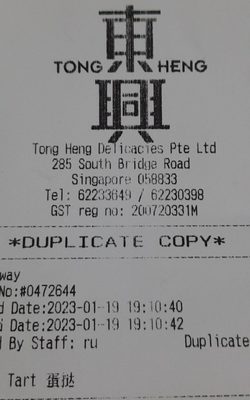 東
TONG HENG
興
Tong Heng Delicacies Pte Ltd
285 South Bridge Road
Singapore 058833
Tel: 62233649 / 62230398
GST reg no: 200720331M
*DUPLICATE COPY*
way
No:#0472644
d Date:2023-01-19 19:10:40
d Date:2023-01-19 19:10:42
d By Staff: ru Duplicate
Tart 蛋挞